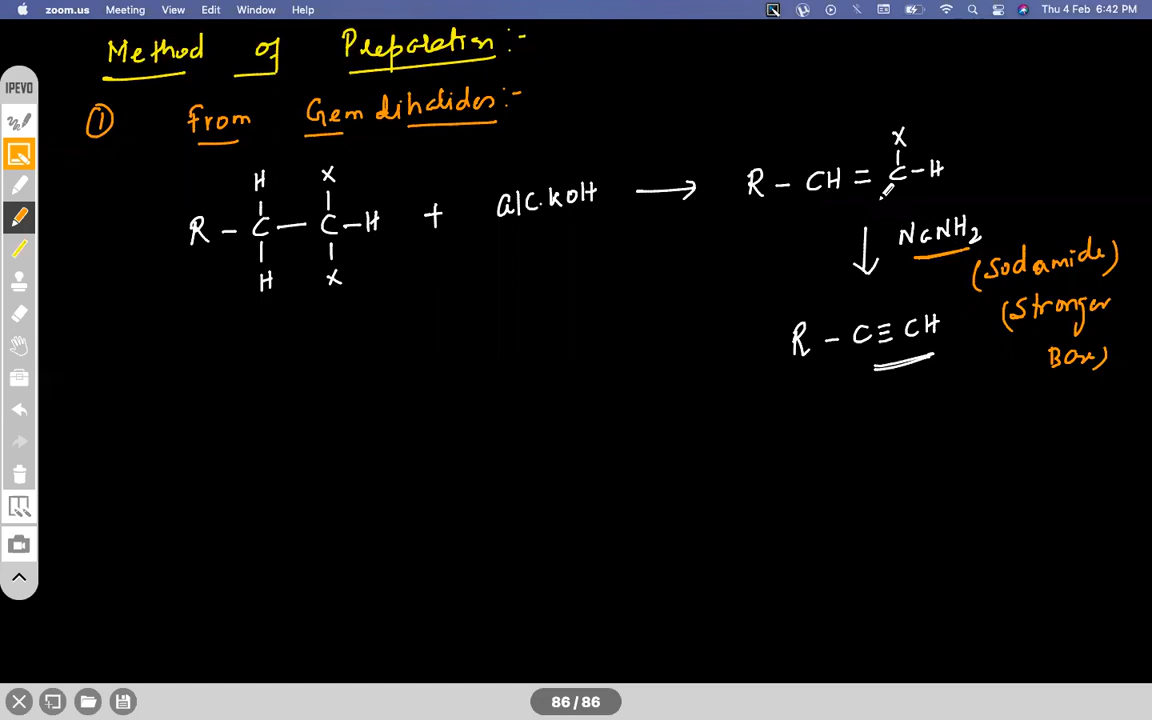 zoom.us Meeting View Edit Window Help Thu 4 Feb 6:42 PM
IPEVO
Method of Preparation:-
① From Gem dihalides:-
H X X
R - C - C - H + alc. KOH → R - CH = C - H
H X
↓ NaNH2
(Sodamide)
(Stronger
Base)
R - C ≡ CH
86 / 86